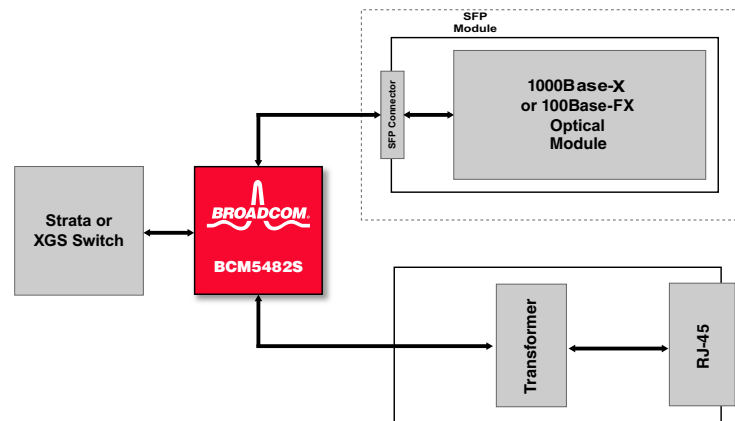 SFP
Module
SFP Connector
1000Base-X
or 100Base-FX
Optical
Module
Strata or
XGS Switch
BROADCOM®
BCM5482S
Transformer
RJ-45